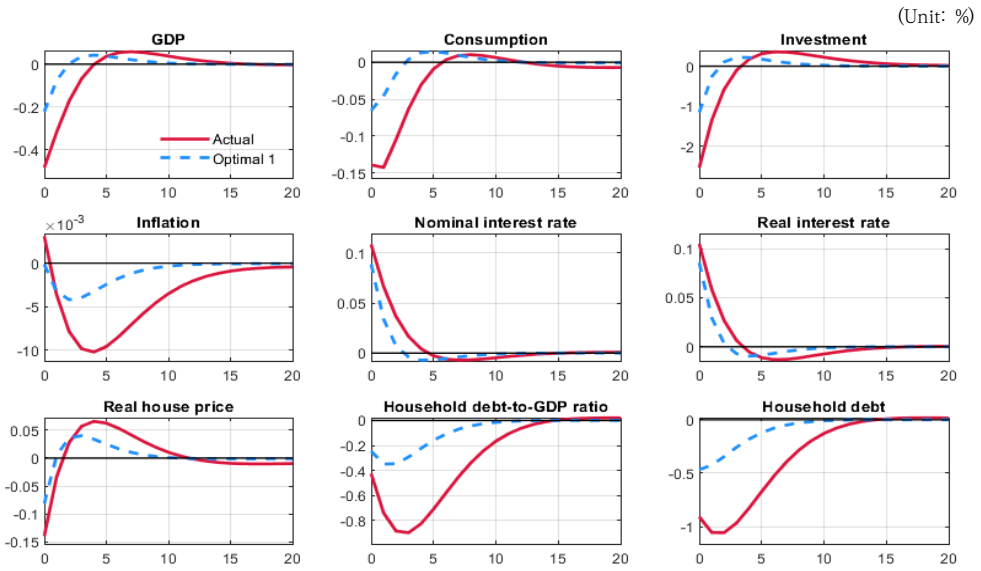 (Unit: %)
GDP
0
-0.2
-0.4
Actual
Optimal 1
0 5 10 15 20
Consumption
0
-0.05
-0.1
-0.15
0 5 10 15 20
Investment
0
-1
-2
0 5 10 15 20
Inflation
×10-3
0
-5
-10
0 5 10 15 20
Nominal interest rate
0.1
0.05
0
0 5 10 15 20
Real interest rate
0.1
0.05
0
0 5 10 15 20
Real house price
0.05
0
-0.05
-0.1
-0.15
0 5 10 15 20
Household debt-to-GDP ratio
0
-0.2
-0.4
-0.6
-0.8
0 5 10 15 20
Household debt
0
-0.5
-1
0 5 10 15 20